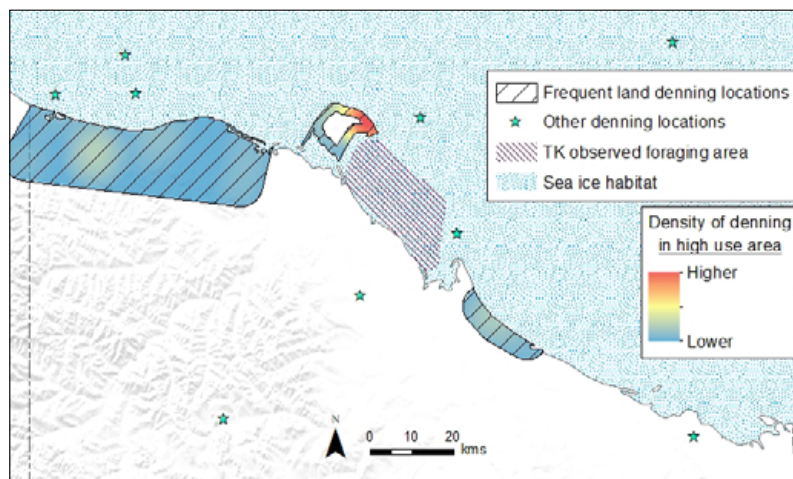 Frequent land denning locations
Other denning locations
TK observed foraging area
Sea ice habitat
Density of denning
in high use area
Higher
Lower
N
0 10 20
kms